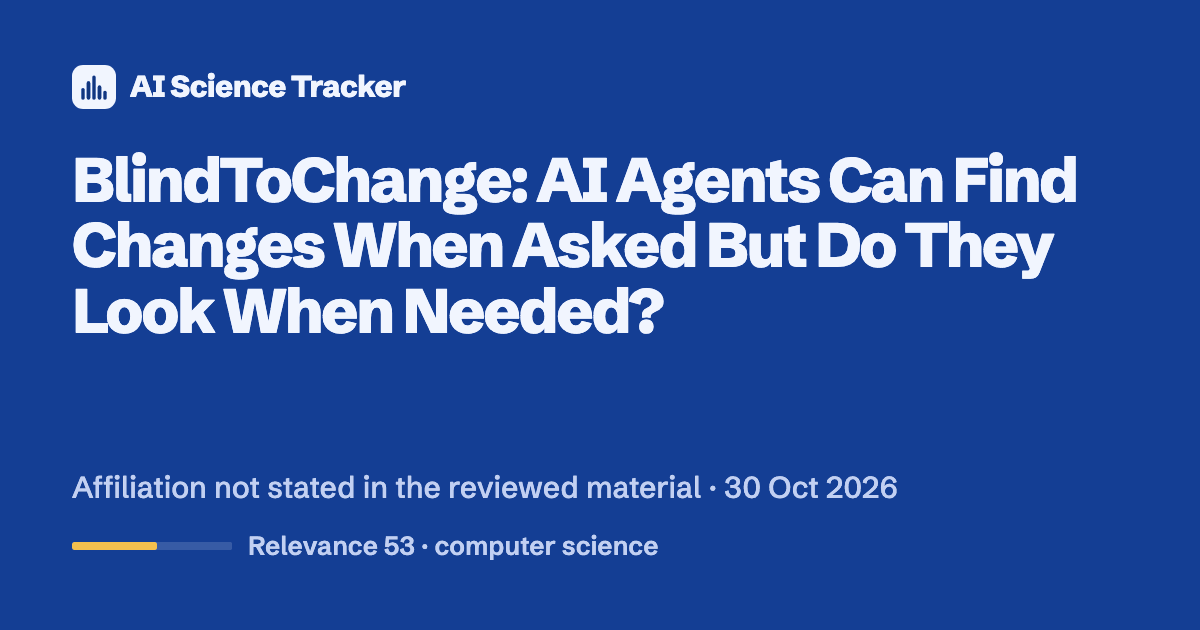 AI Science Tracker
BlindToChange: AI Agents Can Find
Changes When Asked But Do They
Look When Needed?
Affiliation not stated in the reviewed material · 30 Oct 2026
Relevance 53 · computer science